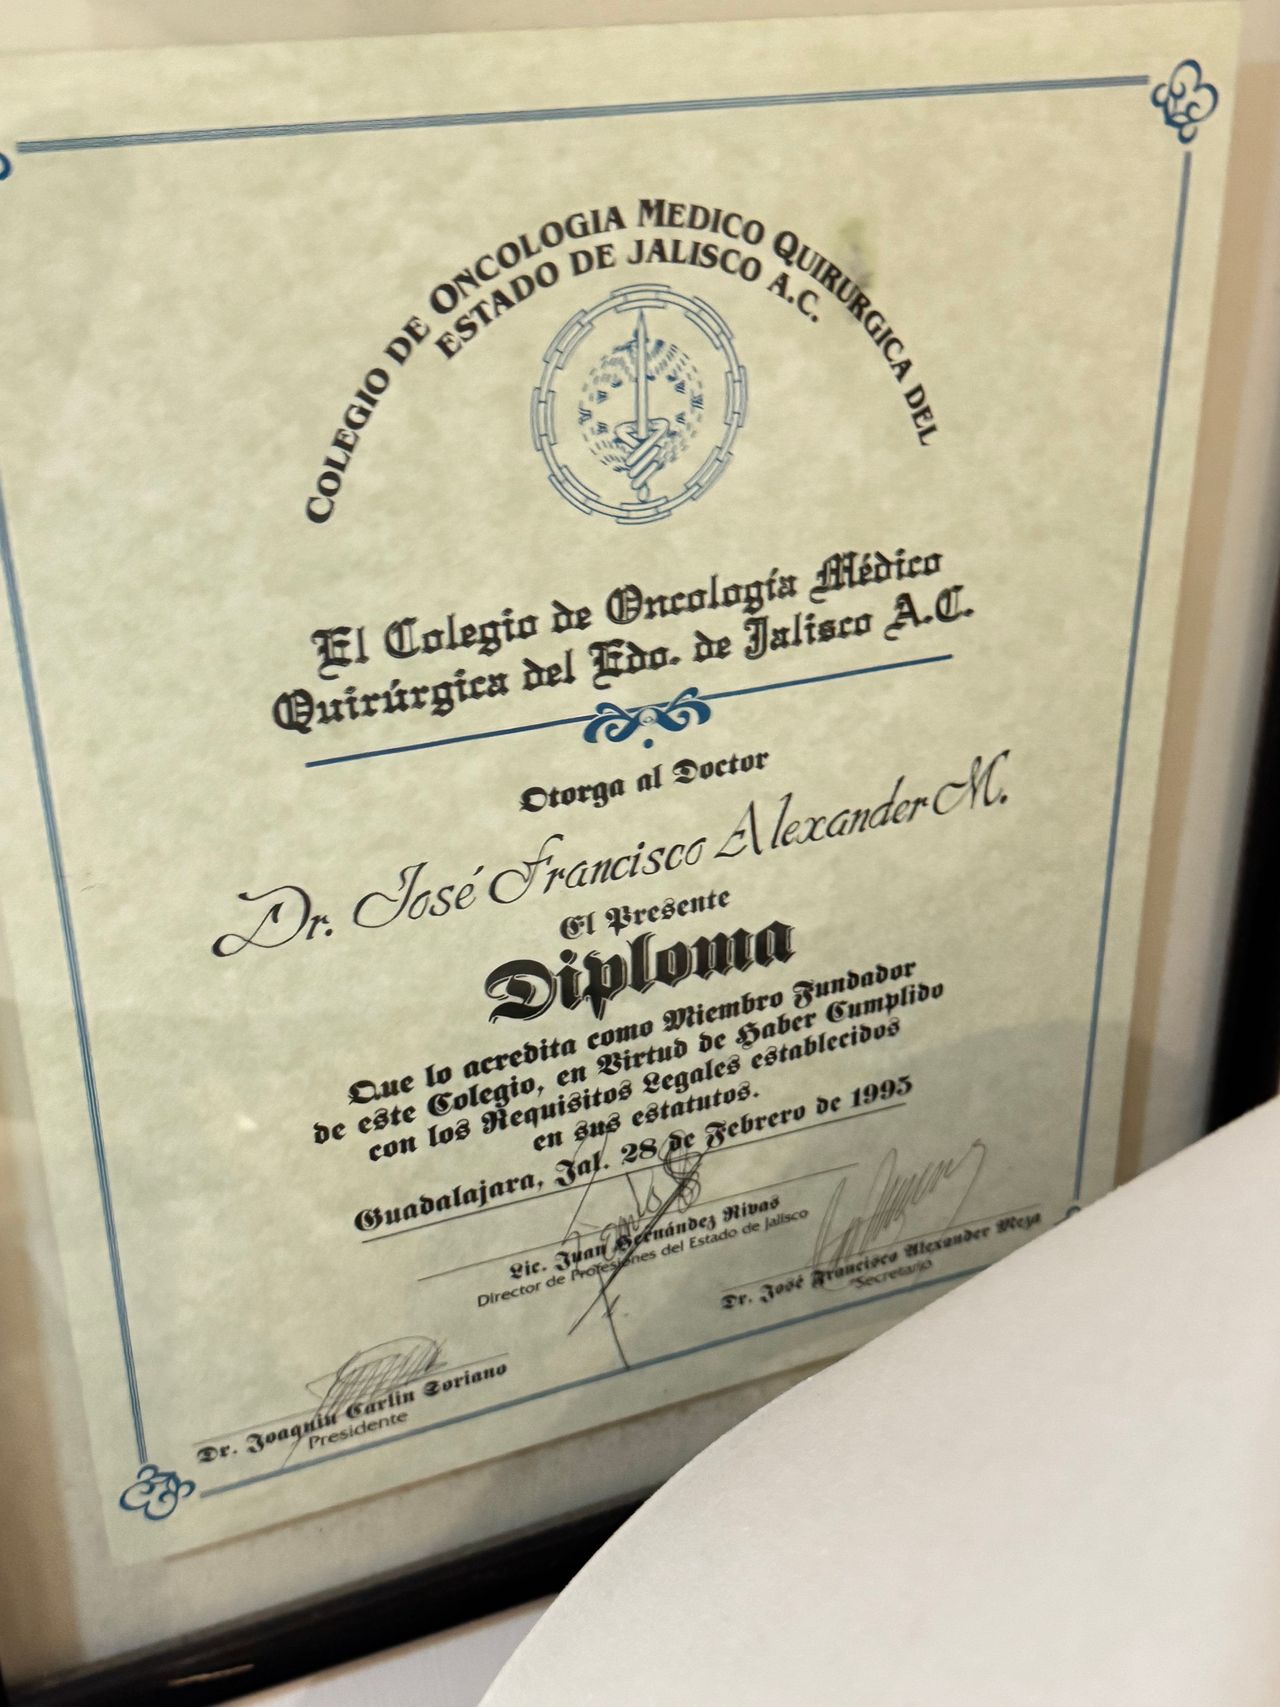 COLEGIO DE ONCOLOGIA MEDICO QUIRURGICA DEL
ESTADO DE JALISCO A.C.
El Colegio de Oncología Médico
Quirúrgica del Edo. de Jalisco A.C.
Otorga al Doctor
Dr. José Francisco Alexander M.
El Presente
Diploma
Que lo acredita como Miembro Fundador
de este Colegio, en Virtud de Haber Cumplido
con los Requisitos Legales establecidos
en sus estatutos.
Guadalajara, Jal. 28 de Febrero de 1995
Lic. Juan Hernández Rivas
Director de Profesiones del Estado de Jalisco
Dr. José Francisco Alexander Meza
Secretario
Dr. Joaquin Carlin Soriano
Presidente